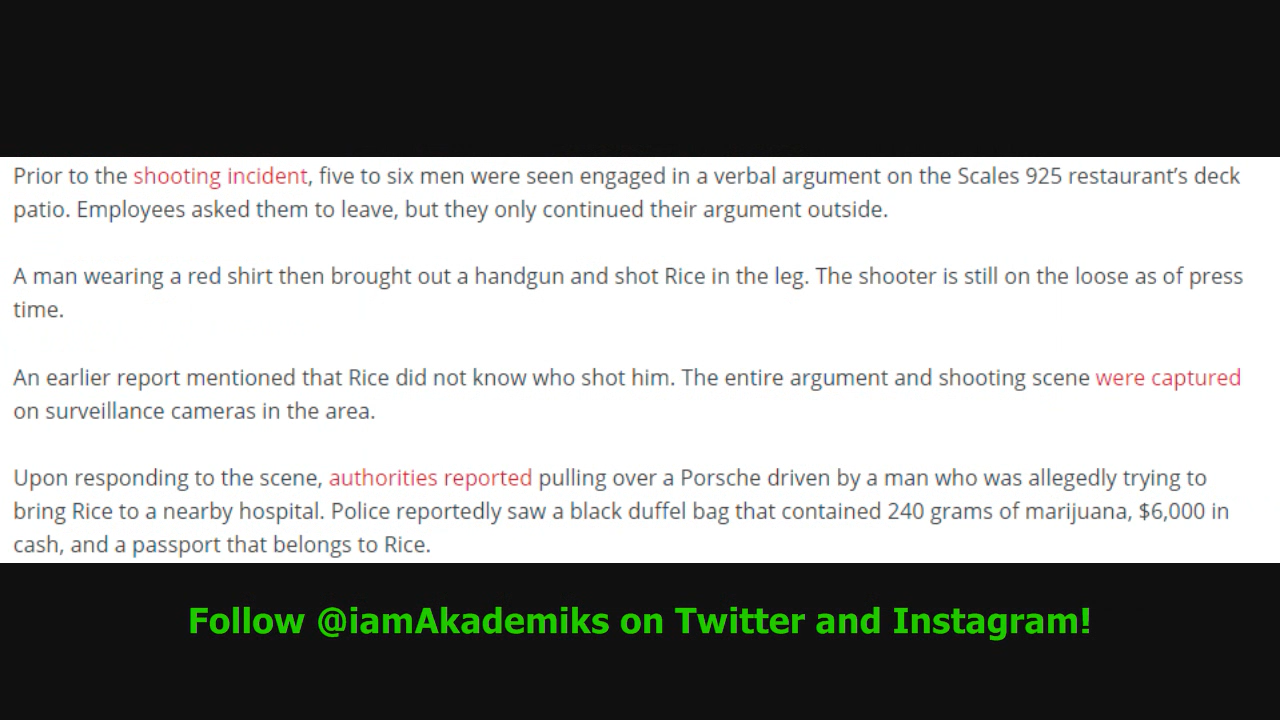 Prior to the shooting incident, five to six men were seen engaged in a verbal argument on the Scales 925 restaurant’s deck
patio. Employees asked them to leave, but they only continued their argument outside.
A man wearing a red shirt then brought out a handgun and shot Rice in the leg. The shooter is still on the loose as of press
time.
An earlier report mentioned that Rice did not know who shot him. The entire argument and shooting scene were captured
on surveillance cameras in the area.
Upon responding to the scene, authorities reported pulling over a Porsche driven by a man who was allegedly trying to
bring Rice to a nearby hospital. Police reportedly saw a black duffel bag that contained 240 grams of marijuana, $6,000 in
cash, and a passport that belongs to Rice.
Follow @iamAkademiks on Twitter and Instagram!